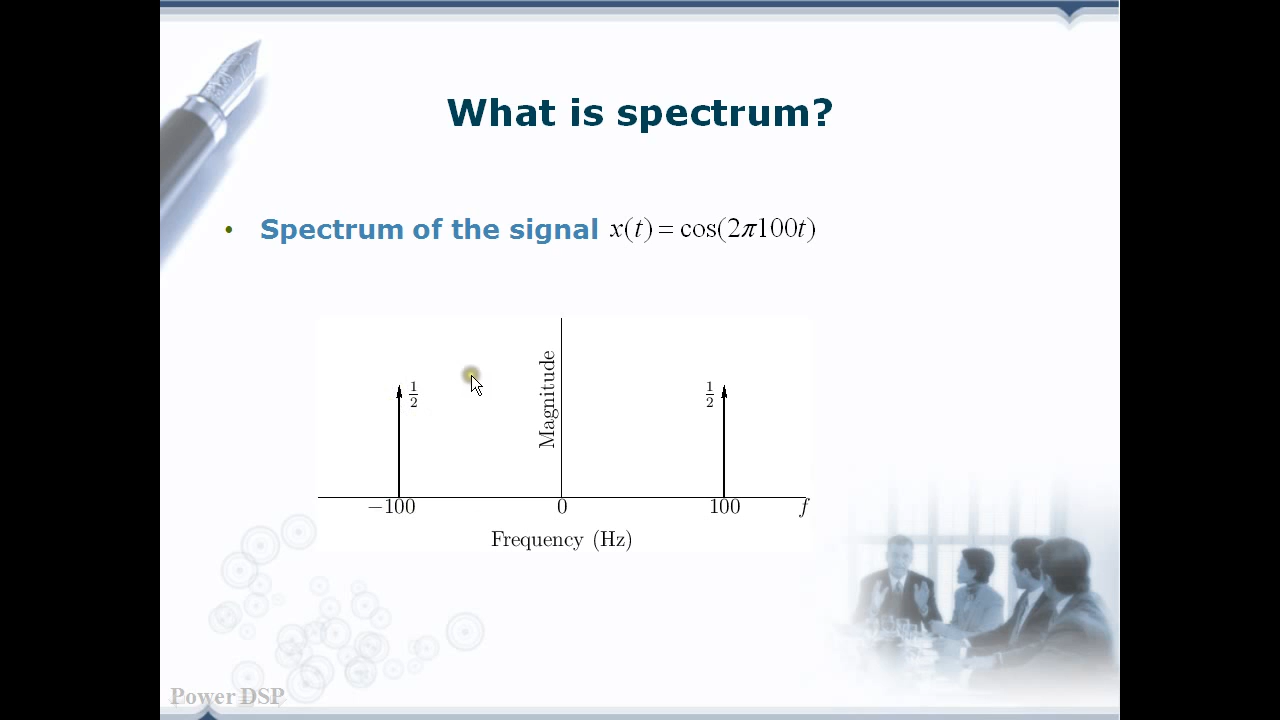 What is spectrum?
• Spectrum of the signal x(t) = cos(2π100t)
Magnitude
1/2
1/2
−100 0 100 f
Frequency (Hz)
Power DSP